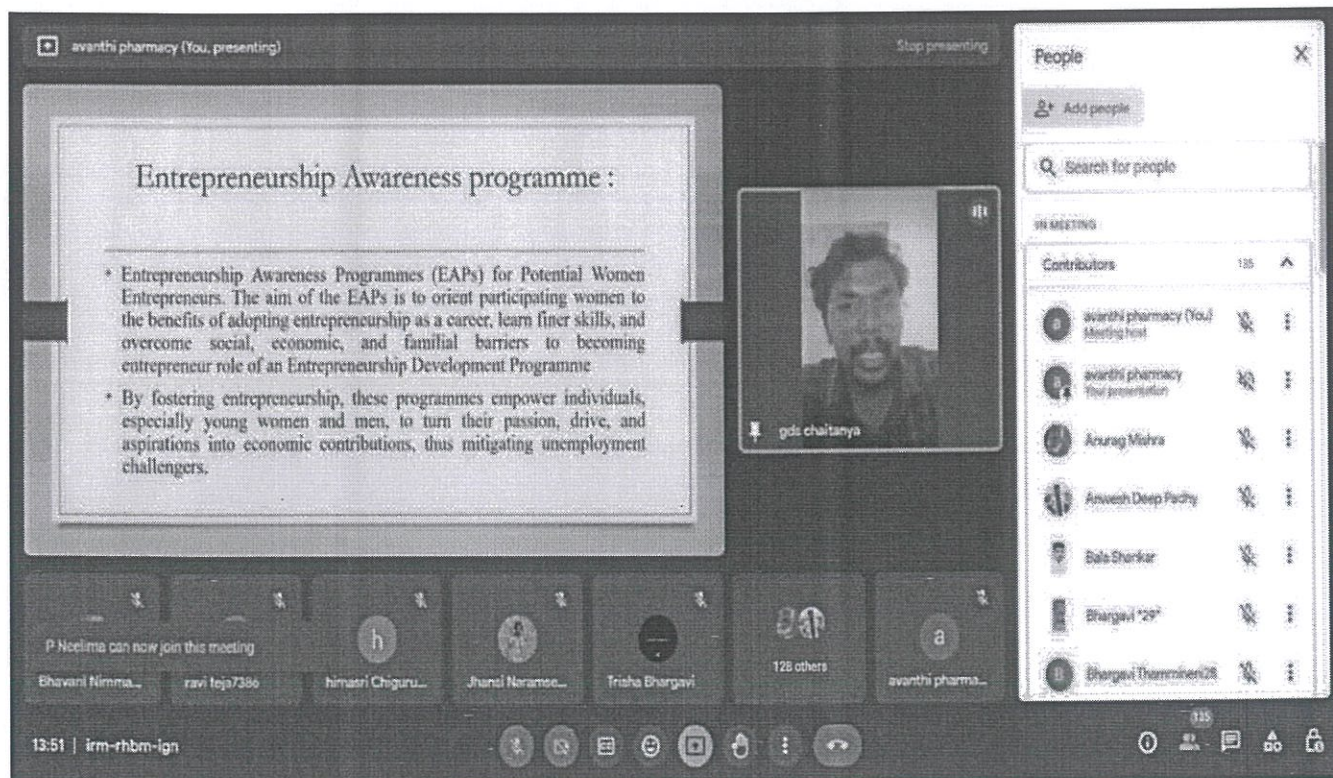 avanthi pharmacy (You, presenting)
Stop presenting
Entrepreneurship Awareness programme :
* Entrepreneurship Awareness Programmes (EAPs) for Potential Women
Entrepreneurs. The aim of the EAPs is to orient participating women to
the benefits of adopting entrepreneurship as a career, learn finer skills, and
overcome social, economic, and familial barriers to becoming
entrepreneur role of an Entrepreneurship Development Programme
* By fostering entrepreneurship, these programmes empower individuals,
especially young women and men, to turn their passion, drive, and
aspirations into economic contributions, thus mitigating unemployment
challengers.
gds chaitanya
P Neelima can now join this meeting
Bhavani Nimma...
ravi teja7386
h
himasri Chiguru...
Jhansi Naramse...
Trisha Bhargavi
128 others
a
avanthi pharma...
13:51 | irm-rhbm-ign
People
Add people
Search for people
IN MEETING
Contributors 135
a
avanthi pharmacy (You)
Meeting host
a
avanthi pharmacy
Your presentation
Anurag Mishra
Anwesh Deep Padhy
Bala Shankar
Bhargavi "29"
B
Bhargavi Thammineni28
135